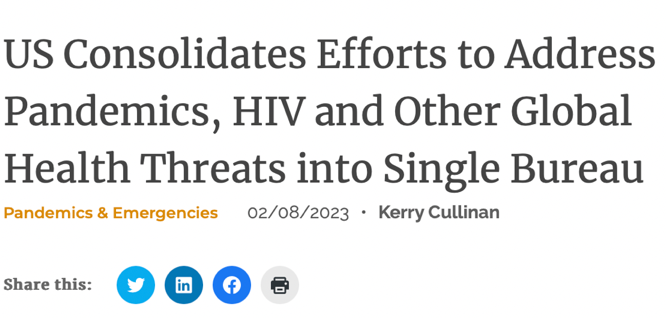 US Consolidates Efforts to Address
Pandemics, HIV and Other Global
Health Threats into Single Bureau
Pandemics & Emergencies 02/08/2023 • Kerry Cullinan
Share this: